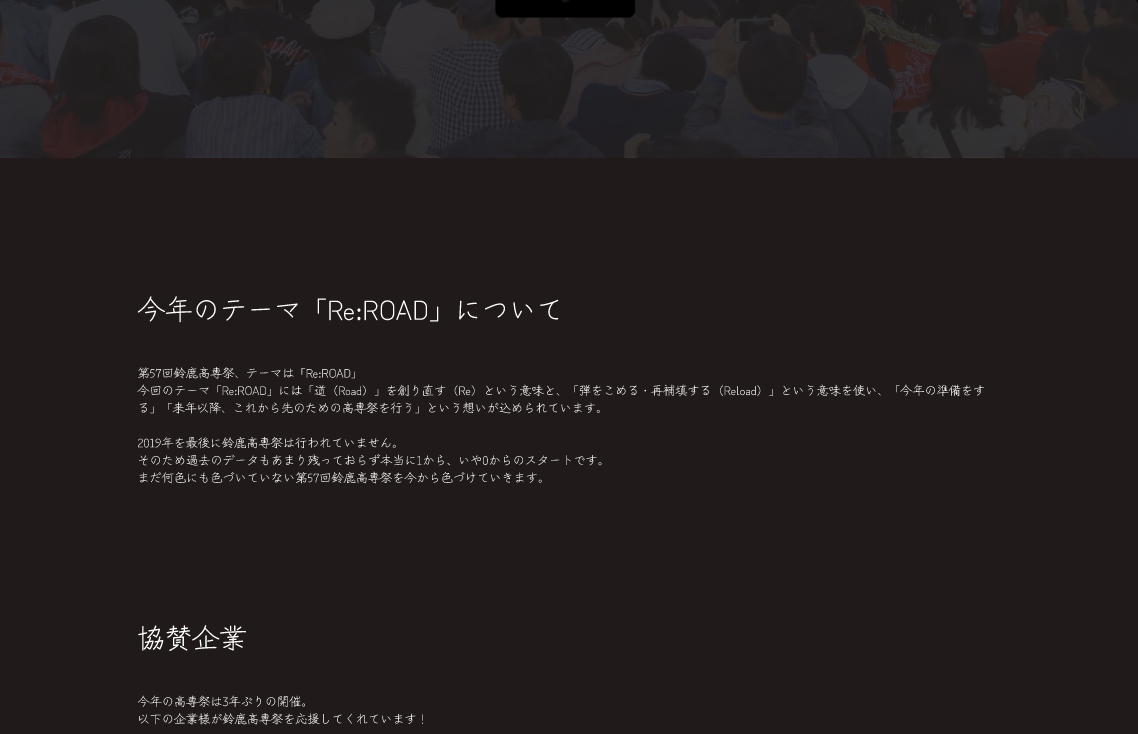 今年のテーマ「Re:ROAD」について
第57回鈴鹿高専祭、テーマは「Re:ROAD」
今回のテーマ「Re:ROAD」には「道（Road）」を創り直す（Re）という意味と、「弾をこめる・再補填する（Reload）」という意味を使い、「今年の準備をす
る」「来年以降、これから先のための高専祭を行う」という想いが込められています。
2019年を最後に鈴鹿高専祭は行われていません。
そのため過去のデータもあまり残っておらず本当に1から、いや0からのスタートです。
まだ何色にも色づいていない第57回鈴鹿高専祭を今から色づけていきます。
協賛企業
今年の高専祭は3年ぶりの開催。
以下の企業様が鈴鹿高専祭を応援してくれています！